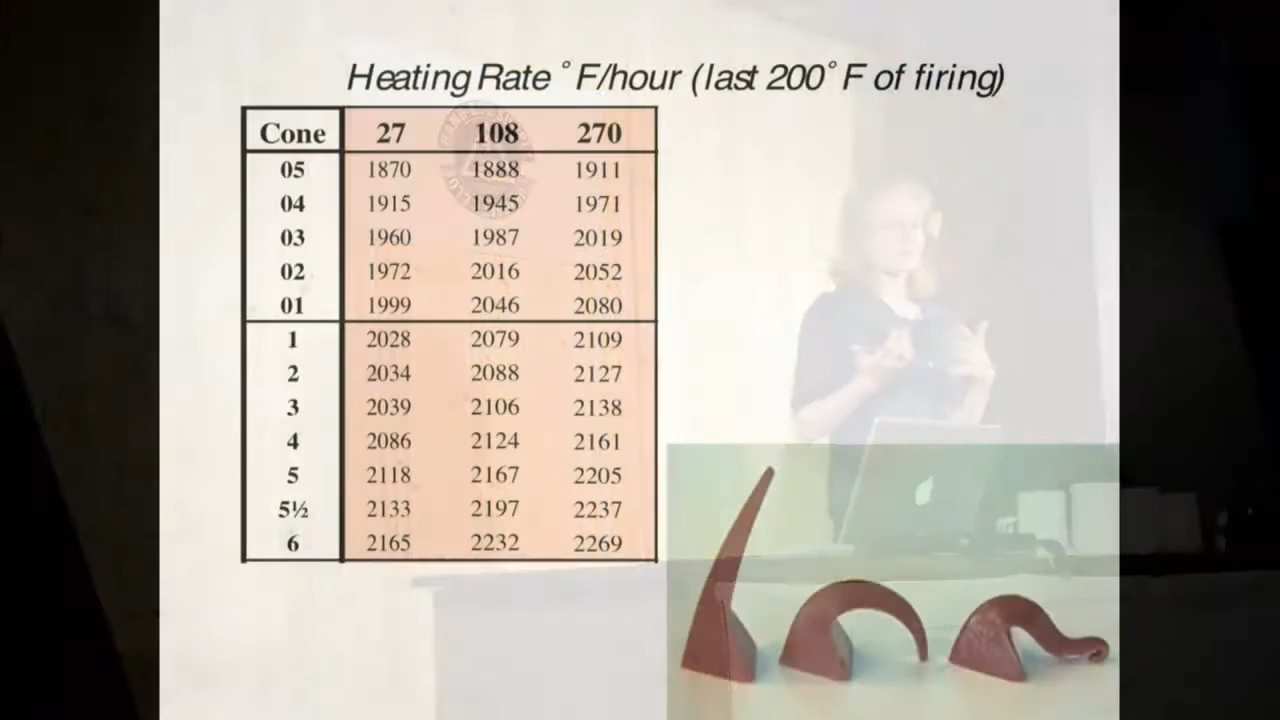 Heating Rate °F/hour (last 200°F of firing)
Cone 27 108 270
05 1870 1888 1911
04 1915 1945 1971
03 1960 1987 2019
02 1972 2016 2052
01 1999 2046 2080
1 2028 2079 2109
2 2034 2088 2127
3 2039 2106 2138
4 2086 2124 2161
5 2118 2167 2205
5½ 2133 2197 2237
6 2165 2232 2269